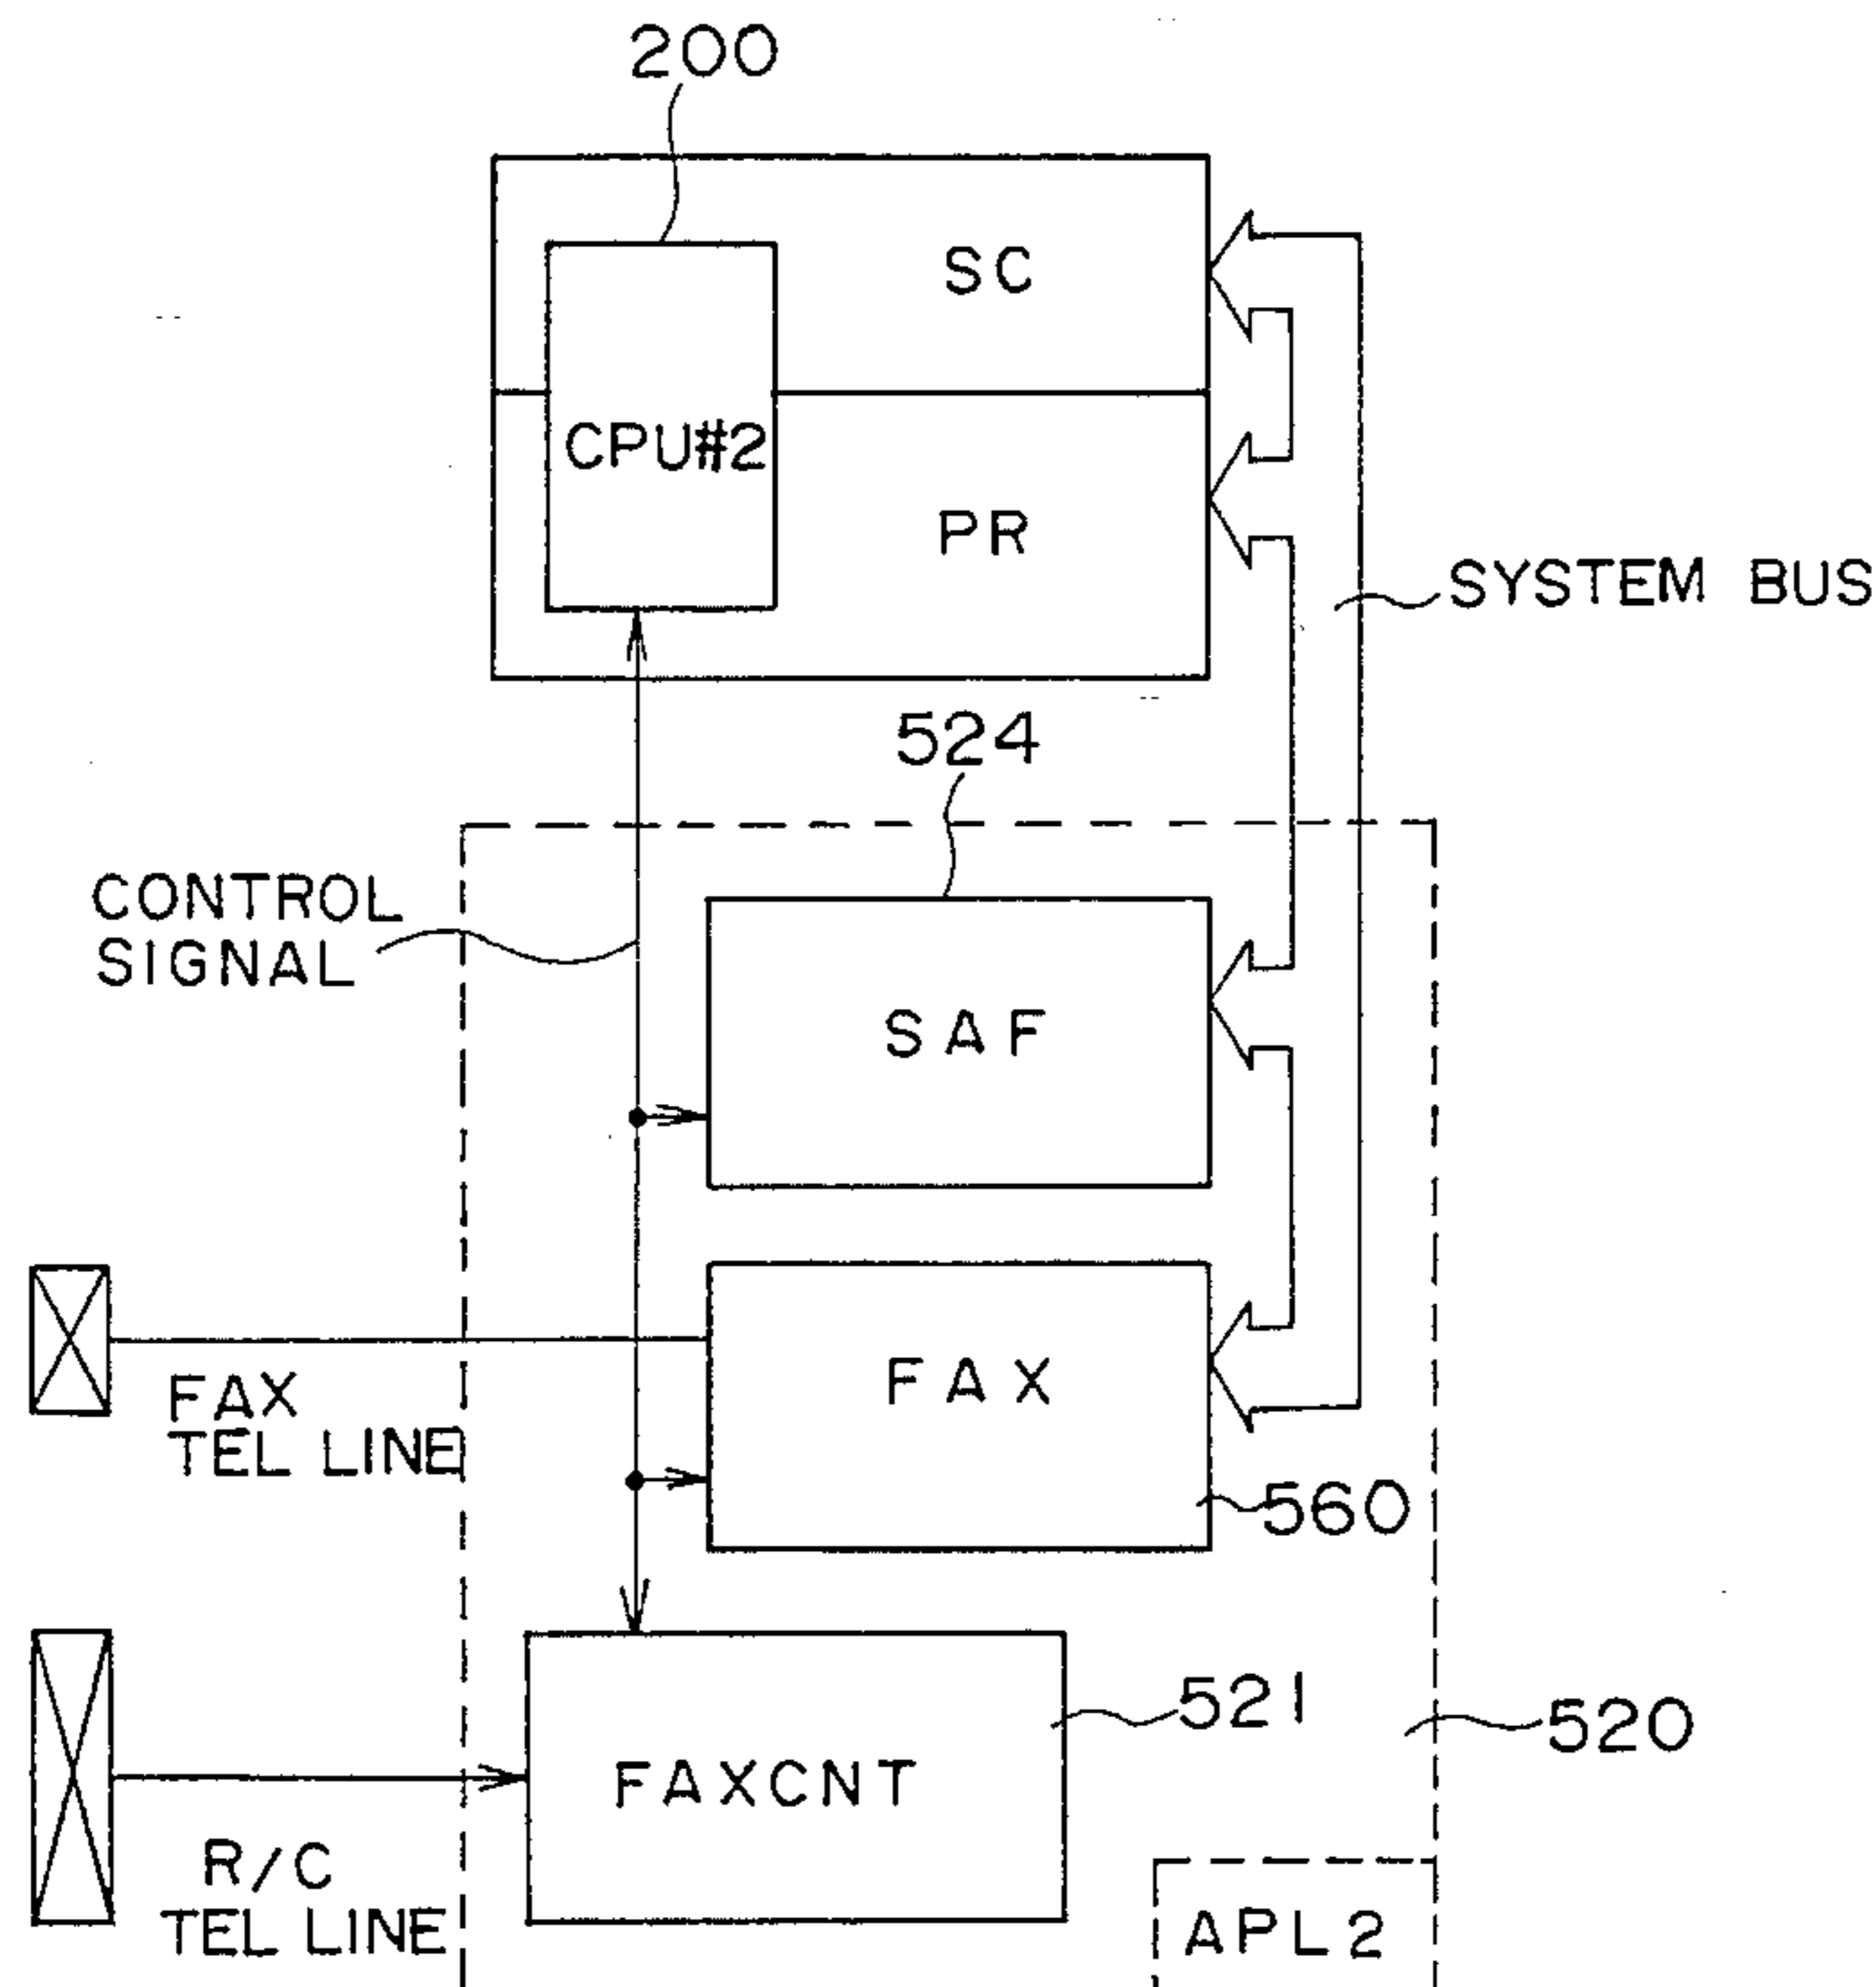 200
SC
CPU#2
PR
SYSTEM BUS
524
CONTROL
SIGNAL
SAF
FAX
TEL LINE
FAX
560
521
520
FAXCNT
R/C
TEL LINE
APL2